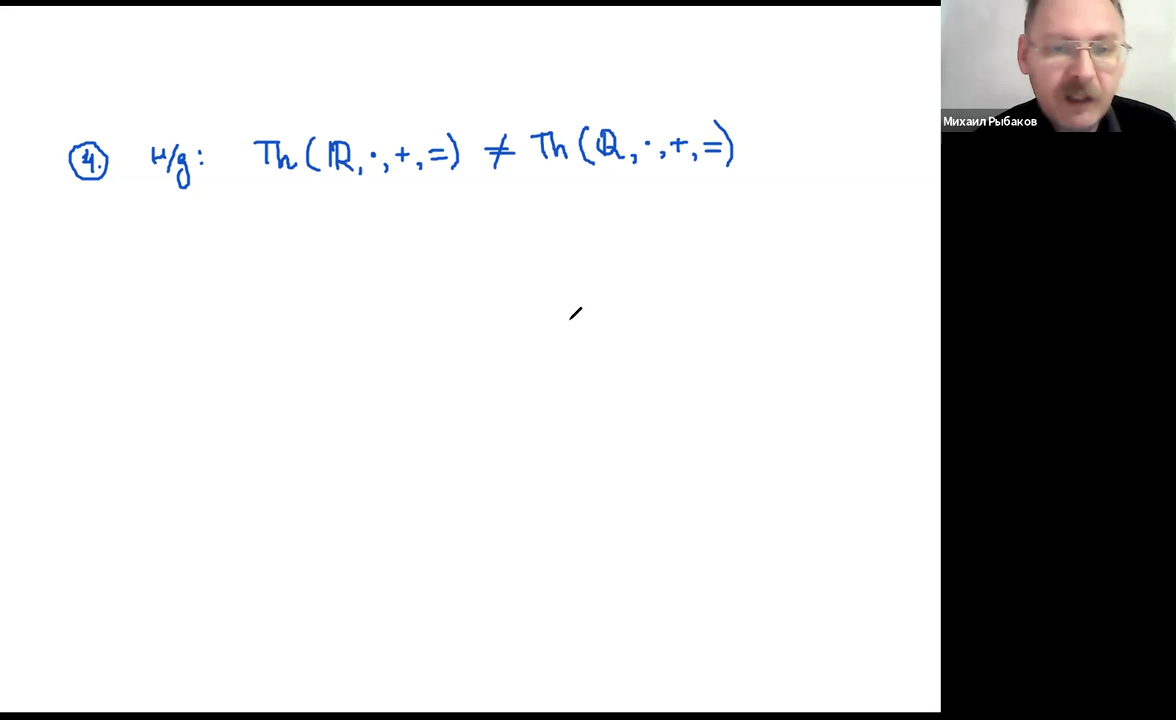 4. н/д: Th(ℝ, ·, +, =) ≠ Th(ℚ, ·, +, =)
Михаил Рыбаков